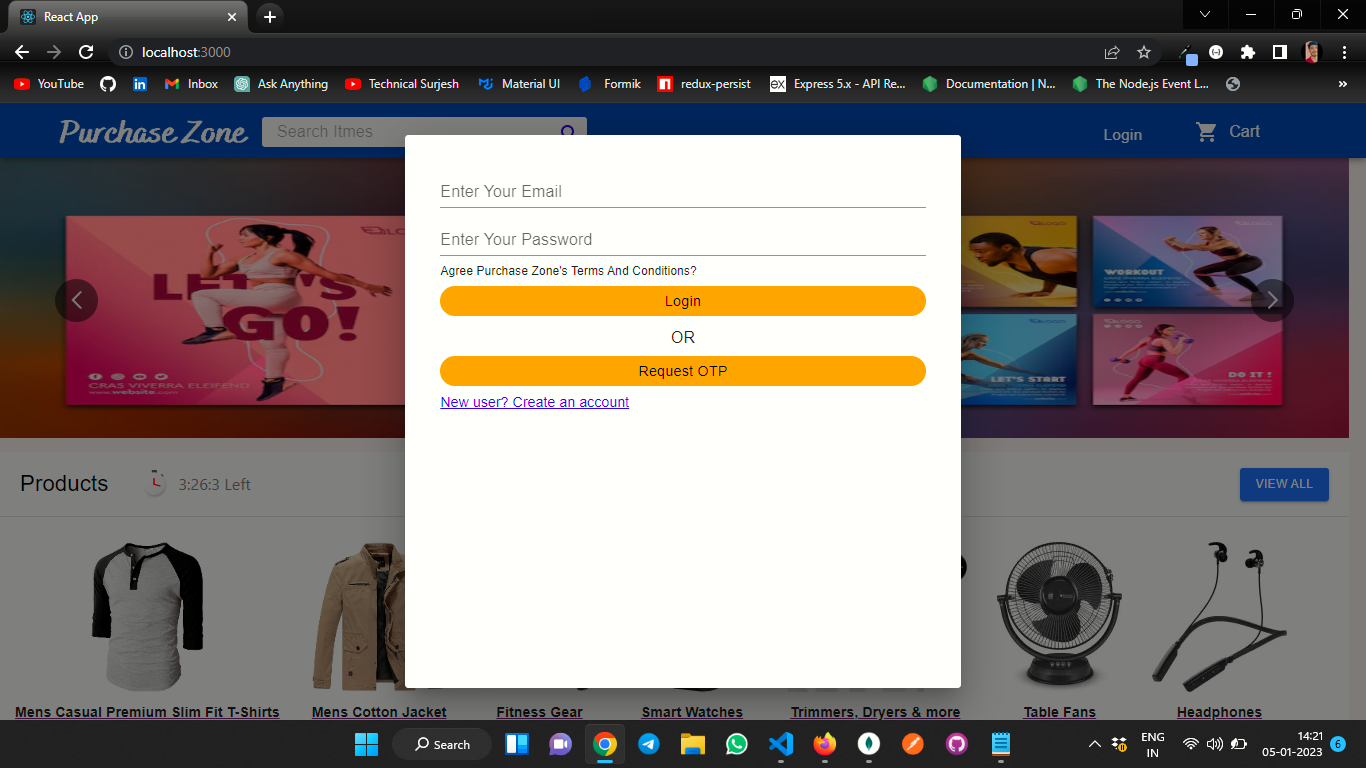 React App
localhost:3000
YouTube
Inbox
Ask Anything
Technical Surjesh
Material UI
Formik
redux-persist
ex
Express 5.x - API Re...
Documentation | N...
The Node.js Event L...
»
Purchase Zone
Search Itmes
Login
Cart
LET'S
GO!
CRAS VIVERRA ELEIFEND
www.website.com
WORKOUT
LET'S START
DO IT !
Enter Your Email
Enter Your Password
Agree Purchase Zone's Terms And Conditions?
Login
OR
Request OTP
New user? Create an account
Products
3:26:3 Left
VIEW ALL
Mens Casual Premium Slim Fit T-Shirts
Mens Cotton Jacket
Fitness Gear
Smart Watches
Trimmers, Dryers & more
Table Fans
Headphones
Search
ENG
IN
14:21
05-01-2023
6